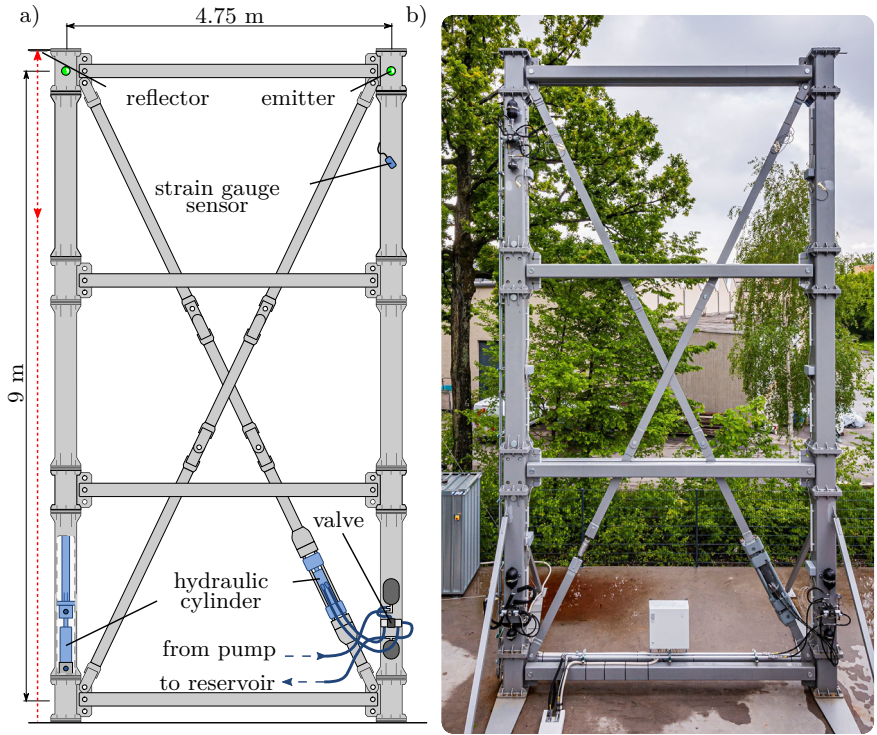 a)
4.75 m
b)
reflector
emitter
strain gauge
sensor
9 m
valve
hydraulic
cylinder
from pump
to reservoir